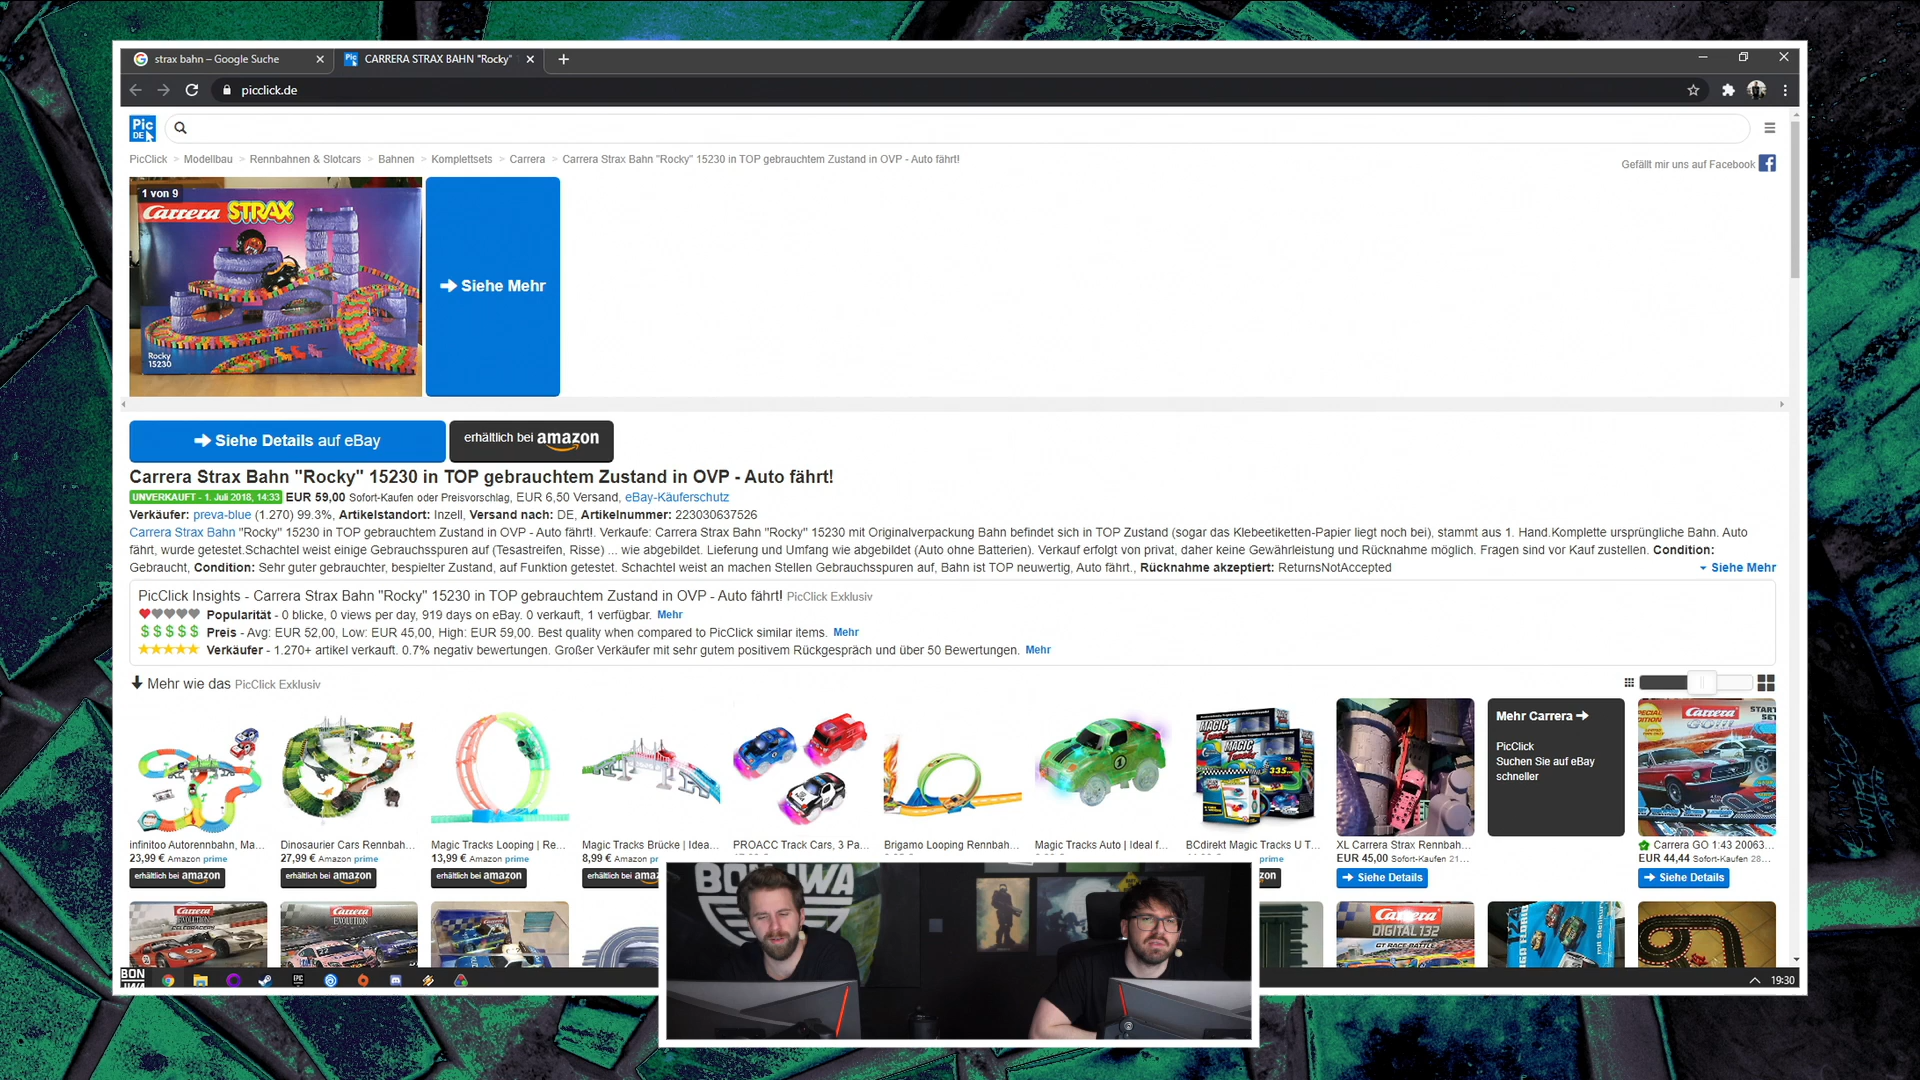 strax bahn – Google Suche
CARRERA STRAX BAHN "Rocky"
picclick.de
Pic
DE
PicClick > Modellbau > Rennbahnen & Slotcars > Bahnen > Komplettsets > Carrera > Carrera Strax Bahn "Rocky" 15230 in TOP gebrauchtem Zustand in OVP - Auto fährt!
Gefällt mir uns auf Facebook
1 von 9
Carrera STRAX
Rocky
15230
Siehe Mehr
Siehe Details auf eBay
erhältlich bei amazon
Carrera Strax Bahn "Rocky" 15230 in TOP gebrauchtem Zustand in OVP - Auto fährt!
UNVERKAUFT - 1. Juli 2018, 14:33 EUR 59,00 Sofort-Kaufen oder Preisvorschlag, EUR 6,50 Versand, eBay-Käuferschutz
Verkäufer: preva-blue (1.270) 99.3%, Artikelstandort: Inzell, Versand nach: DE, Artikelnummer: 223030637526
Carrera Strax Bahn "Rocky" 15230 in TOP gebrauchtem Zustand in OVP - Auto fährt!. Verkaufe: Carrera Strax Bahn "Rocky" 15230 mit Originalverpackung Bahn befindet sich in TOP Zustand (sogar das Klebeetiketten-Papier liegt noch bei), stammt aus 1. Hand.Komplette ursprüngliche Bahn. Auto
fährt, wurde getestet.Schachtel weist einige Gebrauchsspuren auf (Tesastreifen, Risse) ... wie abgebildet. Lieferung und Umfang wie abgebildet (Auto ohne Batterien). Verkauf erfolgt von privat, daher keine Gewährleistung und Rücknahme möglich. Fragen sind vor Kauf zustellen. Condition:
Gebraucht, Condition: Sehr guter gebrauchter, bespielter Zustand, auf Funktion getestet. Schachtel weist an machen Stellen Gebrauchsspuren auf, Bahn ist TOP neuwertig, Auto fährt., Rücknahme akzeptiert: ReturnsNotAccepted
Siehe Mehr
PicClick Insights - Carrera Strax Bahn "Rocky" 15230 in TOP gebrauchtem Zustand in OVP - Auto fährt! PicClick Exklusiv
Popularität - 0 blicke, 0 views per day, 919 days on eBay. 0 verkauft, 1 verfügbar. Mehr
$$$$$ Preis - Avg: EUR 52,00, Low: EUR 45,00, High: EUR 59,00. Best quality when compared to PicClick similar items. Mehr
Verkäufer - 1.270+ artikel verkauft. 0.7% negativ bewertungen. Großer Verkäufer mit sehr gutem positivem Rückgespräch und über 50 Bewertungen. Mehr
Mehr wie das PicClick Exklusiv
MAGIC
335
Mehr Carrera
PicClick
Suchen Sie auf eBay
schneller
Carrera
GO!!!
START
SET
infinitoo Autorennbahn, Ma...
23,99 € Amazon prime
erhältlich bei amazon
Dinosaurier Cars Rennbah...
27,99 € Amazon prime
erhältlich bei amazon
Magic Tracks Looping | Re...
13,99 € Amazon prime
erhältlich bei amazon
Magic Tracks Brücke | Idea...
8,99 € Amazon p
erhältlich bei am
PROACC Track Cars, 3 Pa...
Brigamo Looping Rennbah...
Magic Tracks Auto | Ideal f...
BCdirekt Magic Tracks U T...
prime
zon
XL Carrera Strax Rennbah...
EUR 45,00 Sofort-Kaufen 21...
Siehe Details
Carrera GO 1:43 20063...
EUR 44,44 Sofort-Kaufen 28...
Siehe Details
Carrera
EVOLUTION
Carrera
EVOLUTION
Carrera
DIGITAL 132
GT RACE BATTLE
BON
19:30